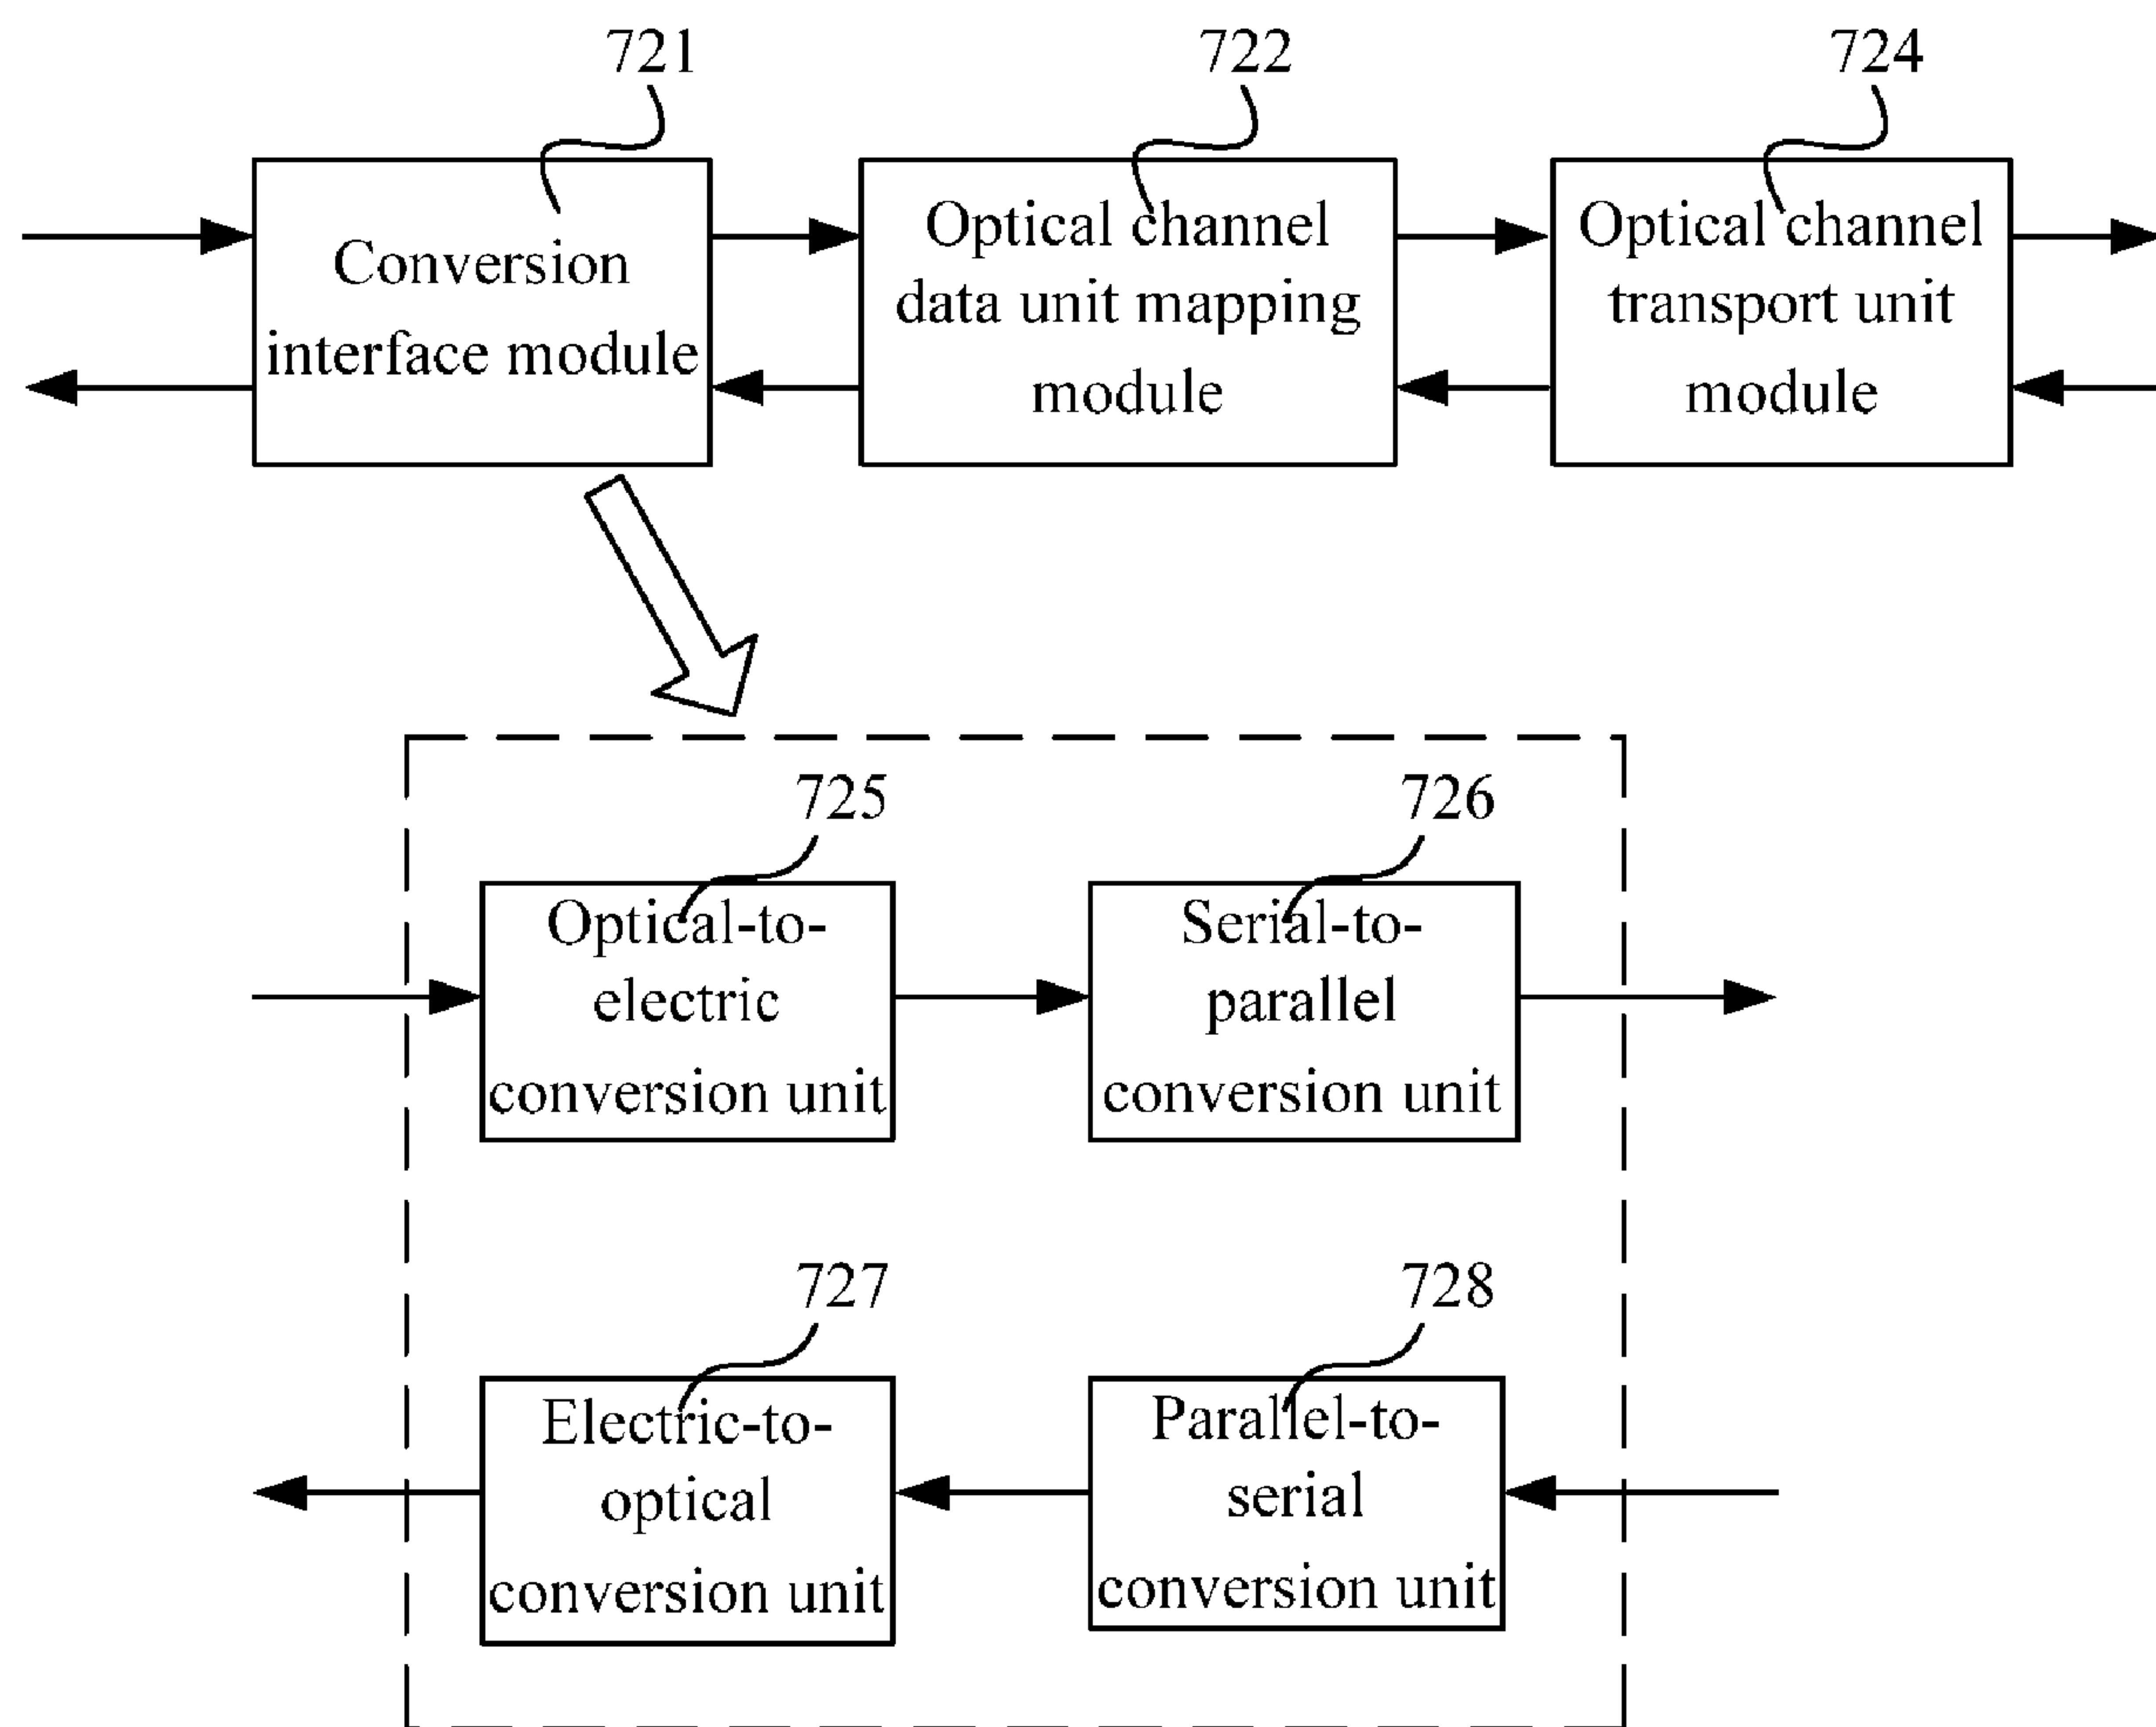 721
722
724
Conversion
interface module
Optical channel
data unit mapping
module
Optical channel
transport unit
module
725
726
Optical-to-
electric
conversion unit
Serial-to-
parallel
conversion unit
727
728
Electric-to-
optical
conversion unit
Parallel-to-
serial
conversion unit